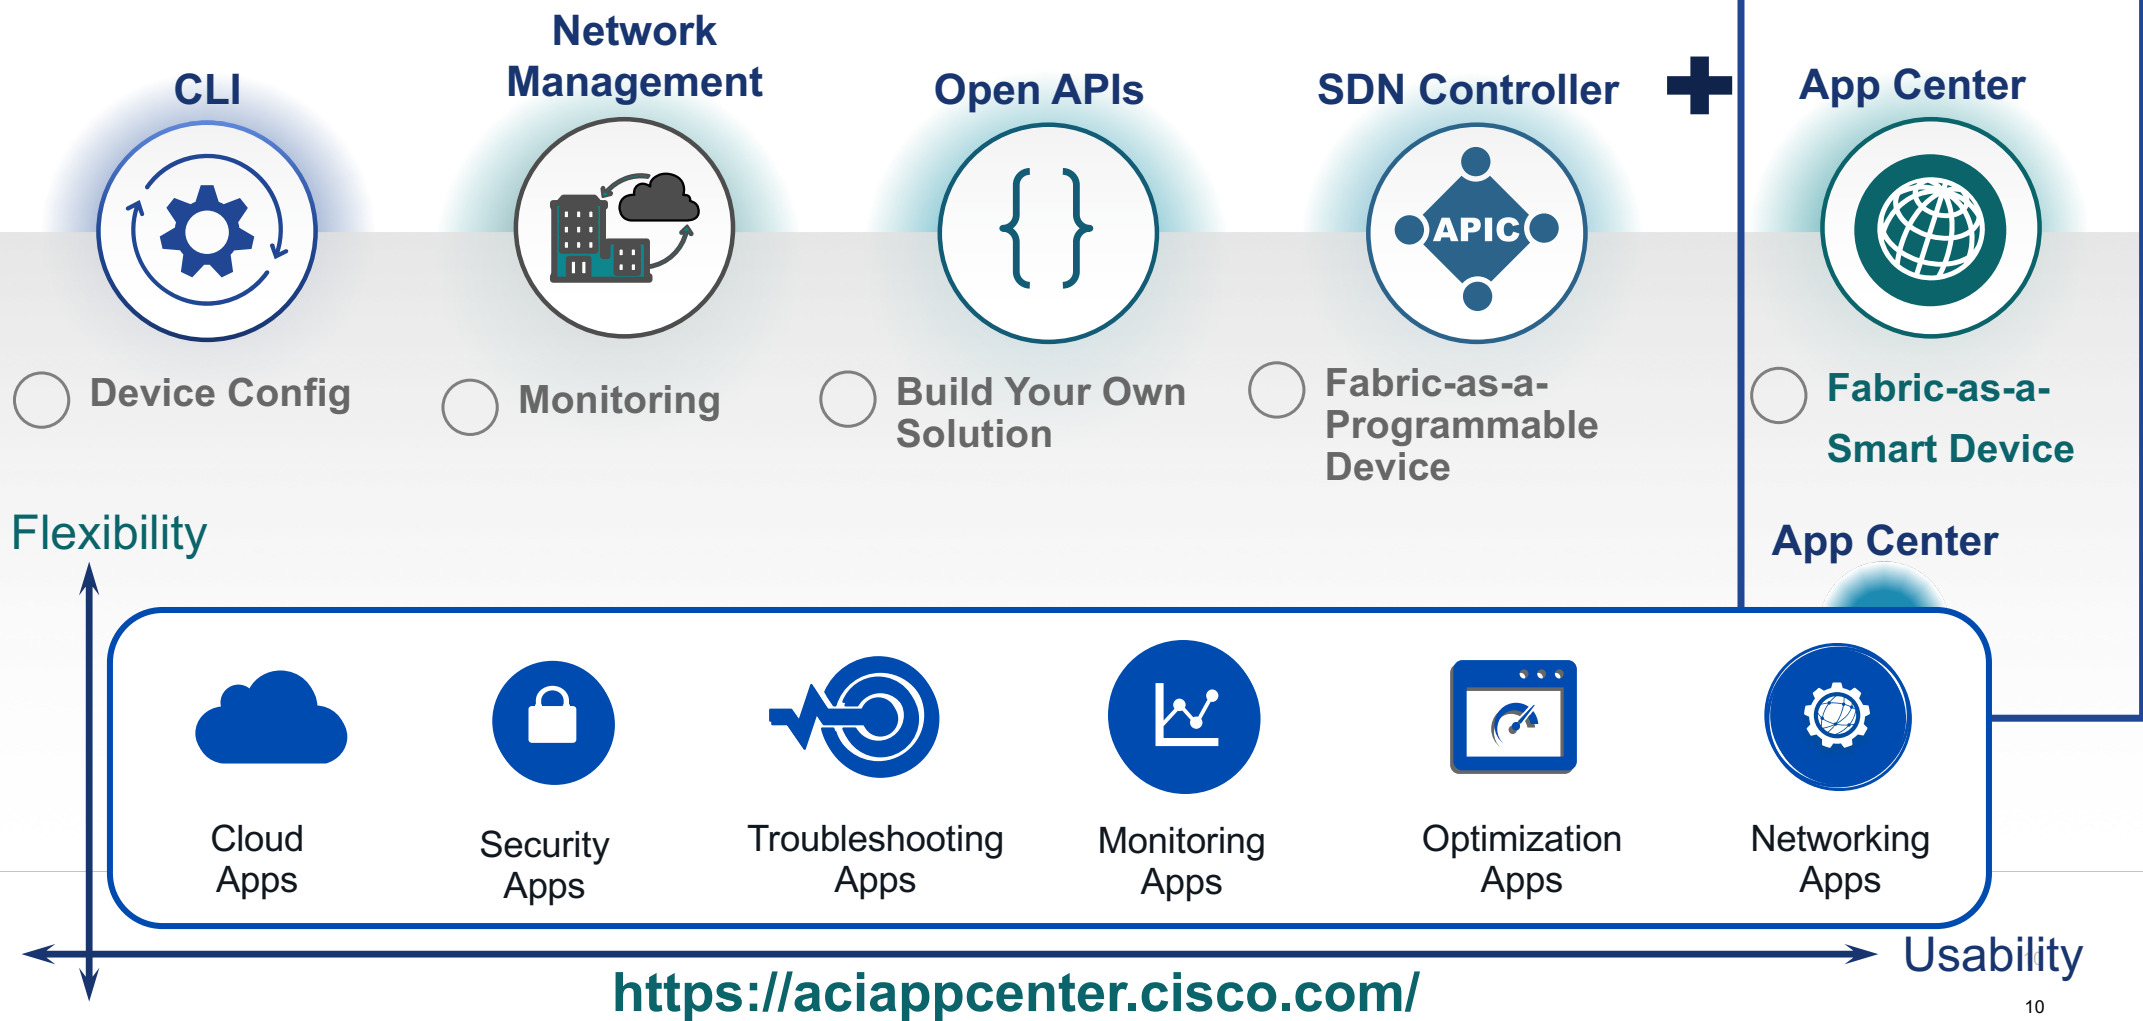 CLI
Network
Management
Open APIs
SDN Controller
App Center
APIC
Device Config
Monitoring
Build Your Own
Solution
Fabric-as-a-
Programmable
Device
Fabric-as-a-
Smart Device
Flexibility
App Center
Cloud
Apps
Security
Apps
Troubleshooting
Apps
Monitoring
Apps
Optimization
Apps
Networking
Apps
Usability
https://aciappcenter.cisco.com/
10
10